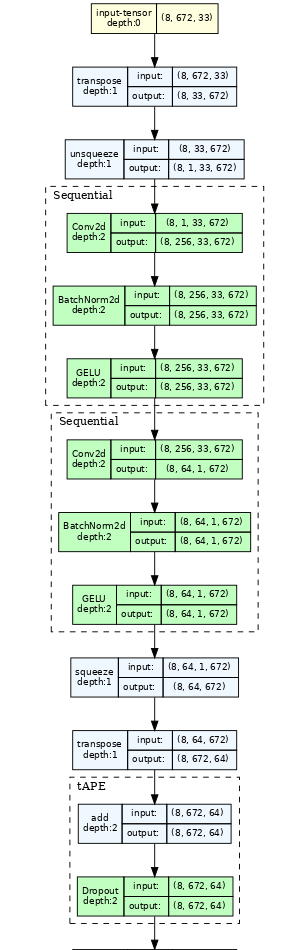 input-tensor
depth:0
(8, 672, 33)
transpose
depth:1
input:
(8, 672, 33)
output:
(8, 33, 672)
unsqueeze
depth:1
input:
(8, 33, 672)
output:
(8, 1, 33, 672)
Sequential
Conv2d
depth:2
input:
(8, 1, 33, 672)
output:
(8, 256, 33, 672)
BatchNorm2d
depth:2
input:
(8, 256, 33, 672)
output:
(8, 256, 33, 672)
GELU
depth:2
input:
(8, 256, 33, 672)
output:
(8, 256, 33, 672)
Sequential
Conv2d
depth:2
input:
(8, 256, 33, 672)
output:
(8, 64, 1, 672)
BatchNorm2d
depth:2
input:
(8, 64, 1, 672)
output:
(8, 64, 1, 672)
GELU
depth:2
input:
(8, 64, 1, 672)
output:
(8, 64, 1, 672)
squeeze
depth:1
input:
(8, 64, 1, 672)
output:
(8, 64, 672)
transpose
depth:1
input:
(8, 64, 672)
output:
(8, 672, 64)
tAPE
add
depth:2
input:
(8, 672, 64)
output:
(8, 672, 64)
Dropout
depth:2
input:
(8, 672, 64)
output:
(8, 672, 64)